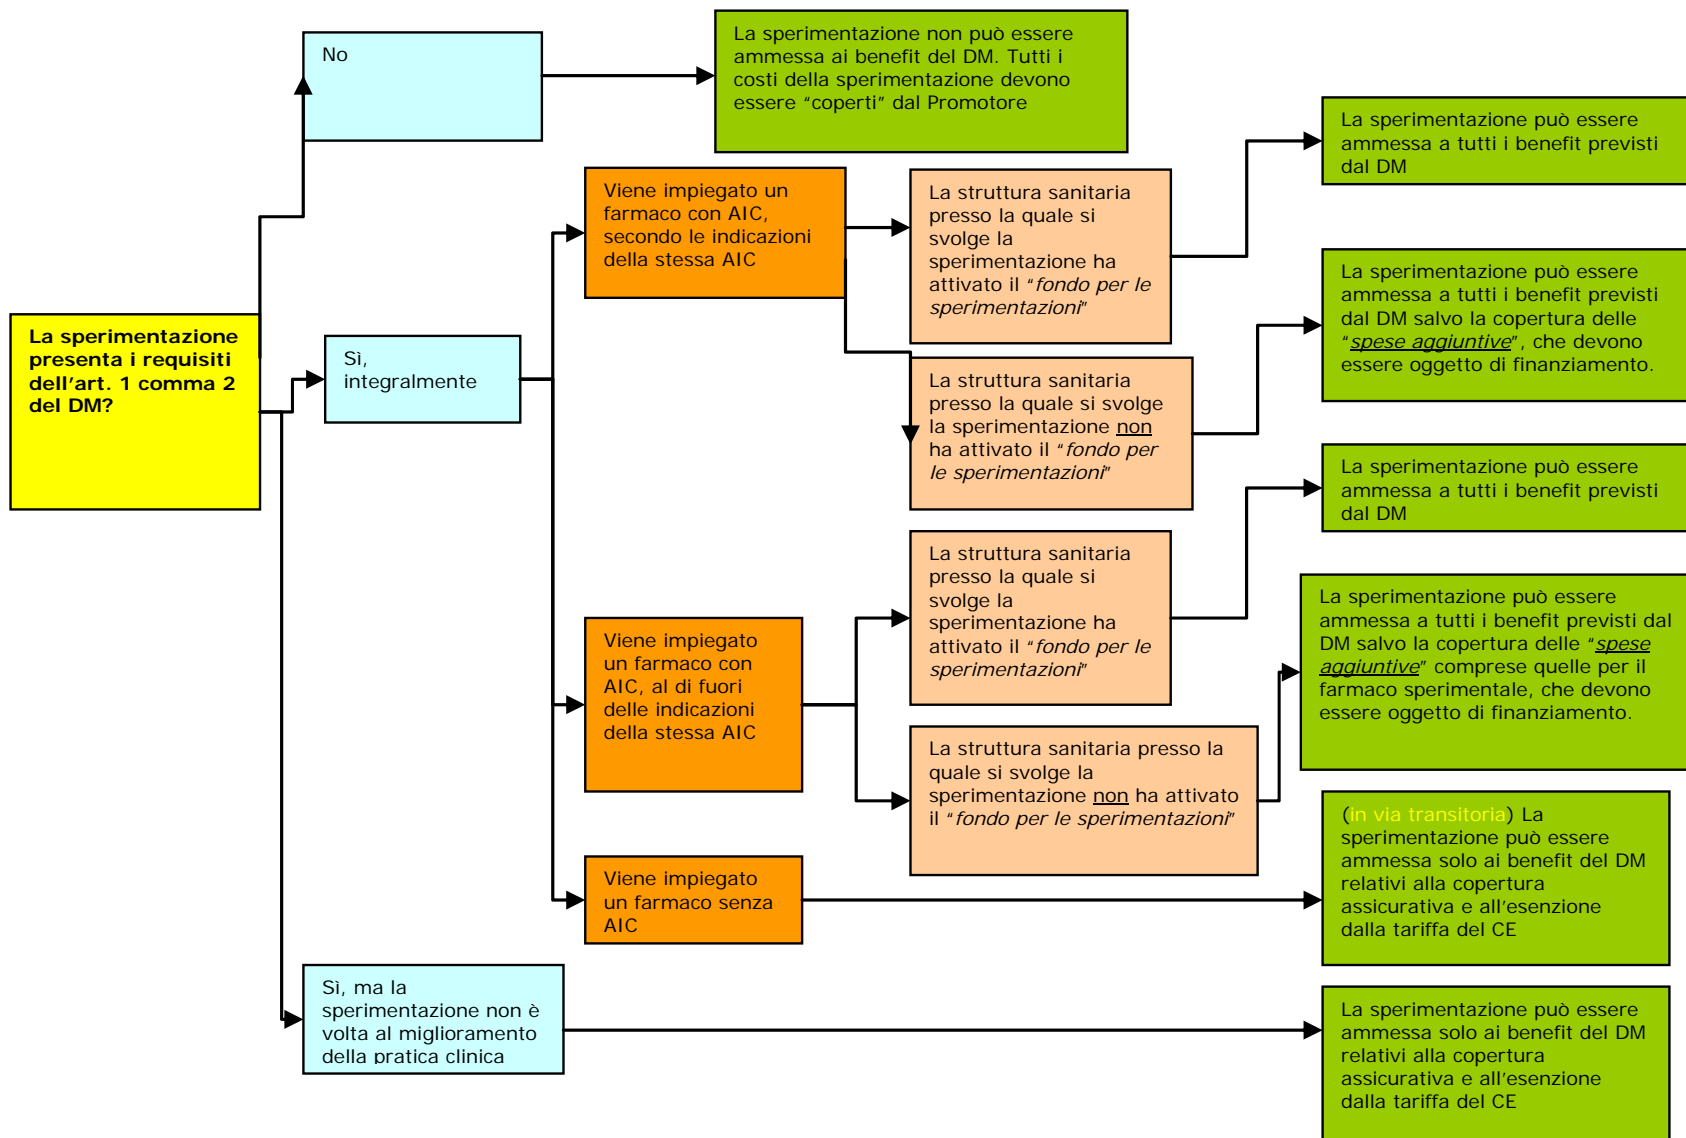 No
La sperimentazione non può essere
ammessa ai benefit del DM. Tutti i
costi della sperimentazione devono
essere “coperti” dal Promotore
La sperimentazione può essere
ammessa a tutti i benefit previsti
dal DM
Viene impiegato un
farmaco con AIC,
secondo le indicazioni
della stessa AIC
La struttura sanitaria
presso la quale si
svolge la
sperimentazione ha
attivato il “fondo per le
sperimentazioni”
La sperimentazione può essere
ammessa a tutti i benefit previsti
dal DM salvo la copertura delle
“spese aggiuntive”, che devono
essere oggetto di finanziamento.
La sperimentazione
presenta i requisiti
dell'art. 1 comma 2
del DM?
Sì,
integralmente
La struttura sanitaria
presso la quale si svolge
la sperimentazione non
ha attivato il “fondo per
le sperimentazioni”
La sperimentazione può essere
ammessa a tutti i benefit previsti
dal DM
La struttura sanitaria
presso la quale si
svolge la
sperimentazione ha
attivato il “fondo per le
sperimentazioni”
La sperimentazione può essere
ammessa a tutti i benefit previsti dal
DM salvo la copertura delle “spese
aggiuntive” comprese quelle per il
farmaco sperimentale, che devono
essere oggetto di finanziamento.
Viene impiegato
un farmaco con
AIC, al di fuori
delle indicazioni
della stessa AIC
La struttura sanitaria presso la
quale si svolge la
sperimentazione non ha attivato
il “fondo per le sperimentazioni”
(in via transitoria) La
sperimentazione può essere
ammessa solo ai benefit del DM
relativi alla copertura
assicurativa e all'esenzione
dalla tariffa del CE
Viene impiegato
un farmaco senza
AIC
Sì, ma la
sperimentazione non è
volta al miglioramento
della pratica clinica
La sperimentazione può essere
ammessa solo ai benefit del DM
relativi alla copertura
assicurativa e all'esenzione
dalla tariffa del CE